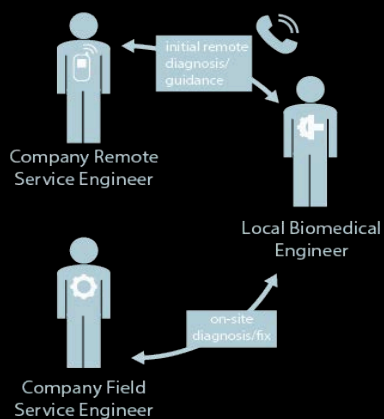 initial remote
diagnosis/
guidance
Company Remote
Service Engineer
Local Biomedical
Engineer
on-site
diagnosis/fix
Company Field
Service Engineer